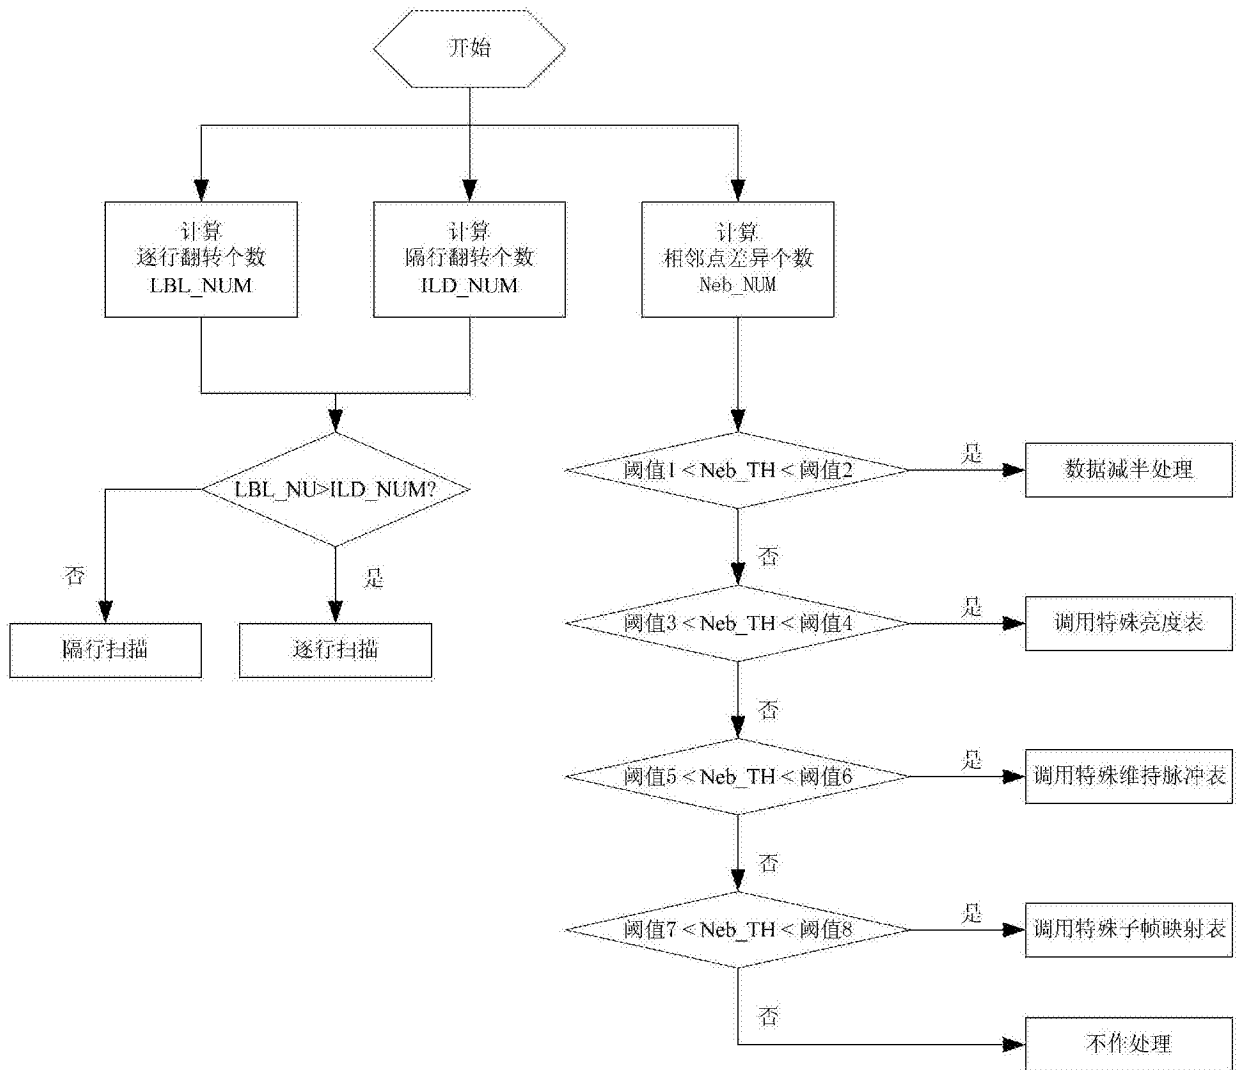 开始
计算
逐行翻转个数
LBL_NUM
计算
隔行翻转个数
ILD_NUM
计算
相邻点差异个数
Neb_NUM
LBL_NU>ILD_NUM?
否
是
隔行扫描
逐行扫描
阈值1<Neb_TH<阈值2
是
数据减半处理
否
阈值3<Neb_TH<阈值4
是
调用特殊亮度表
否
阈值5<Neb_TH<阈值6
是
调用特殊维持脉冲表
否
阈值7<Neb_TH<阈值8
是
调用特殊子帧映射表
否
不作处理